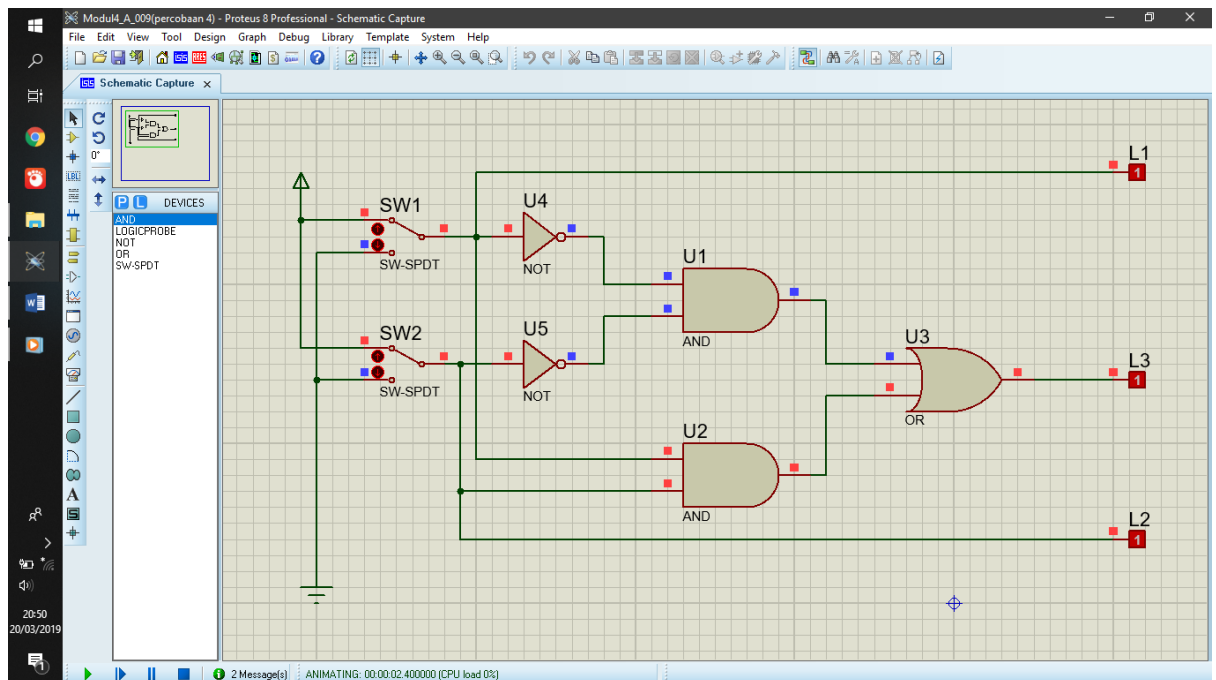 Modul4_A_009(percobaan 4) - Proteus 8 Professional - Schematic Capture
File Edit View Tool Design Graph Debug Library Template System Help
Schematic Capture x
0°
P L DEVICES
AND
LOGICPROBE
NOT
OR
SW-SPDT
L1
1
SW1
SW-SPDT
U4
NOT
U1
AND
SW2
SW-SPDT
U5
NOT
U3
OR
L3
1
U2
AND
L2
1
20:50
20/03/2019
1
2 Message(s)
ANIMATING: 00:00:02.400000 (CPU load 0%)